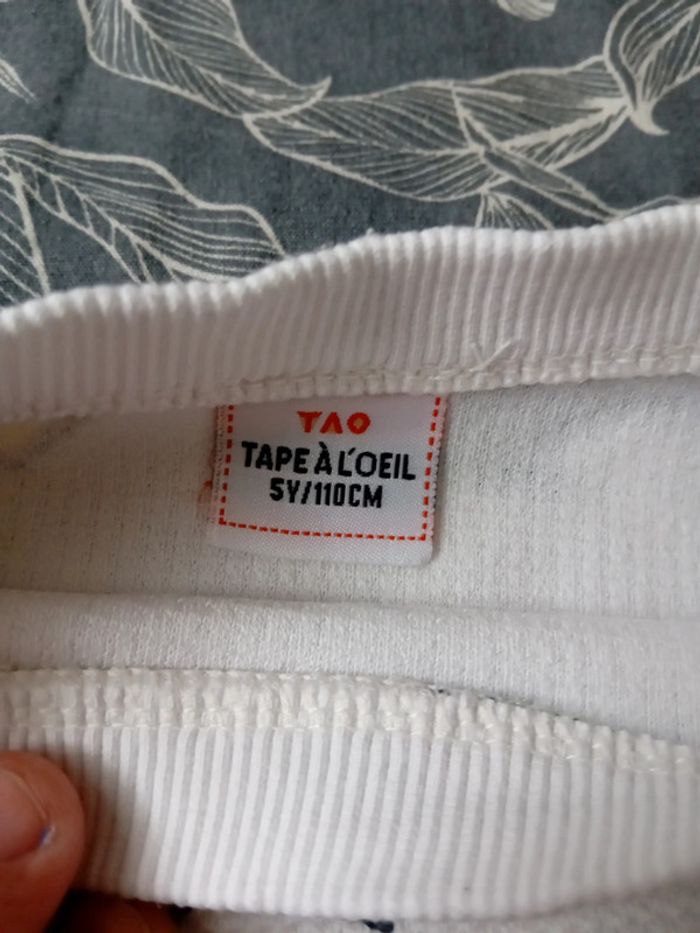 TAO
TAPE À L'OEIL
5Y/110CM